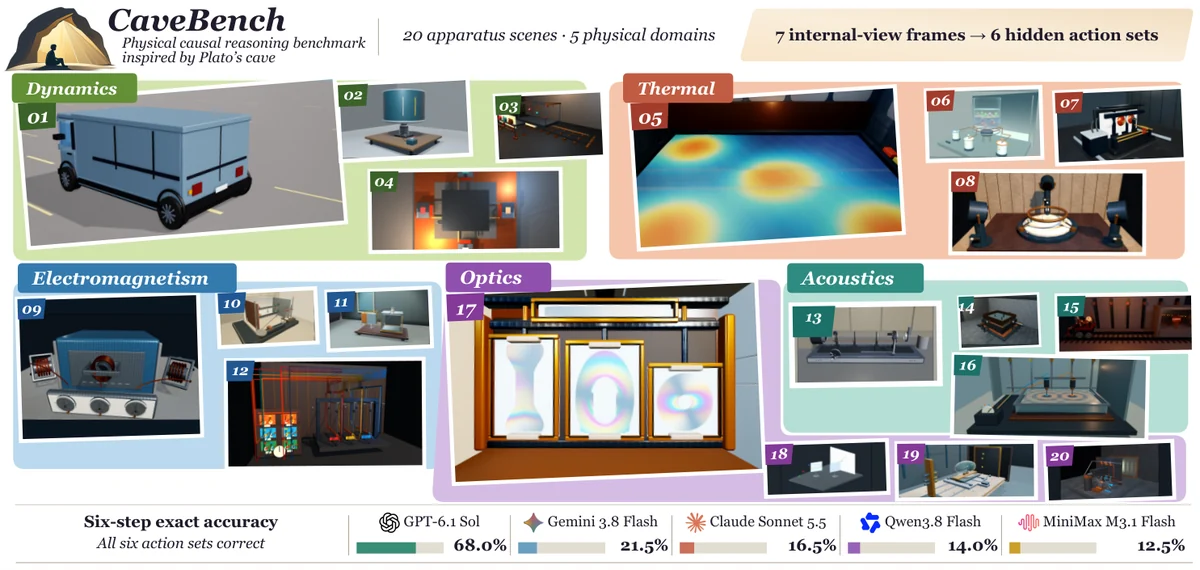 CaveBench
Physical causal reasoning benchmark
inspired by Plato's cave
20 apparatus scenes · 5 physical domains
7 internal-view frames → 6 hidden action sets
Dynamics
01
02
03
04
Thermal
05
06
07
08
Electromagnetism
09
10
11
12
Optics
17
Acoustics
13
14
15
16
18
19
20
Six-step exact accuracy
All six action sets correct
GPT-6.1 Sol
68.0%
Gemini 3.8 Flash
21.5%
Claude Sonnet 5.5
16.5%
Qwen3.8 Flash
14.0%
MiniMax M3.1 Flash
12.5%